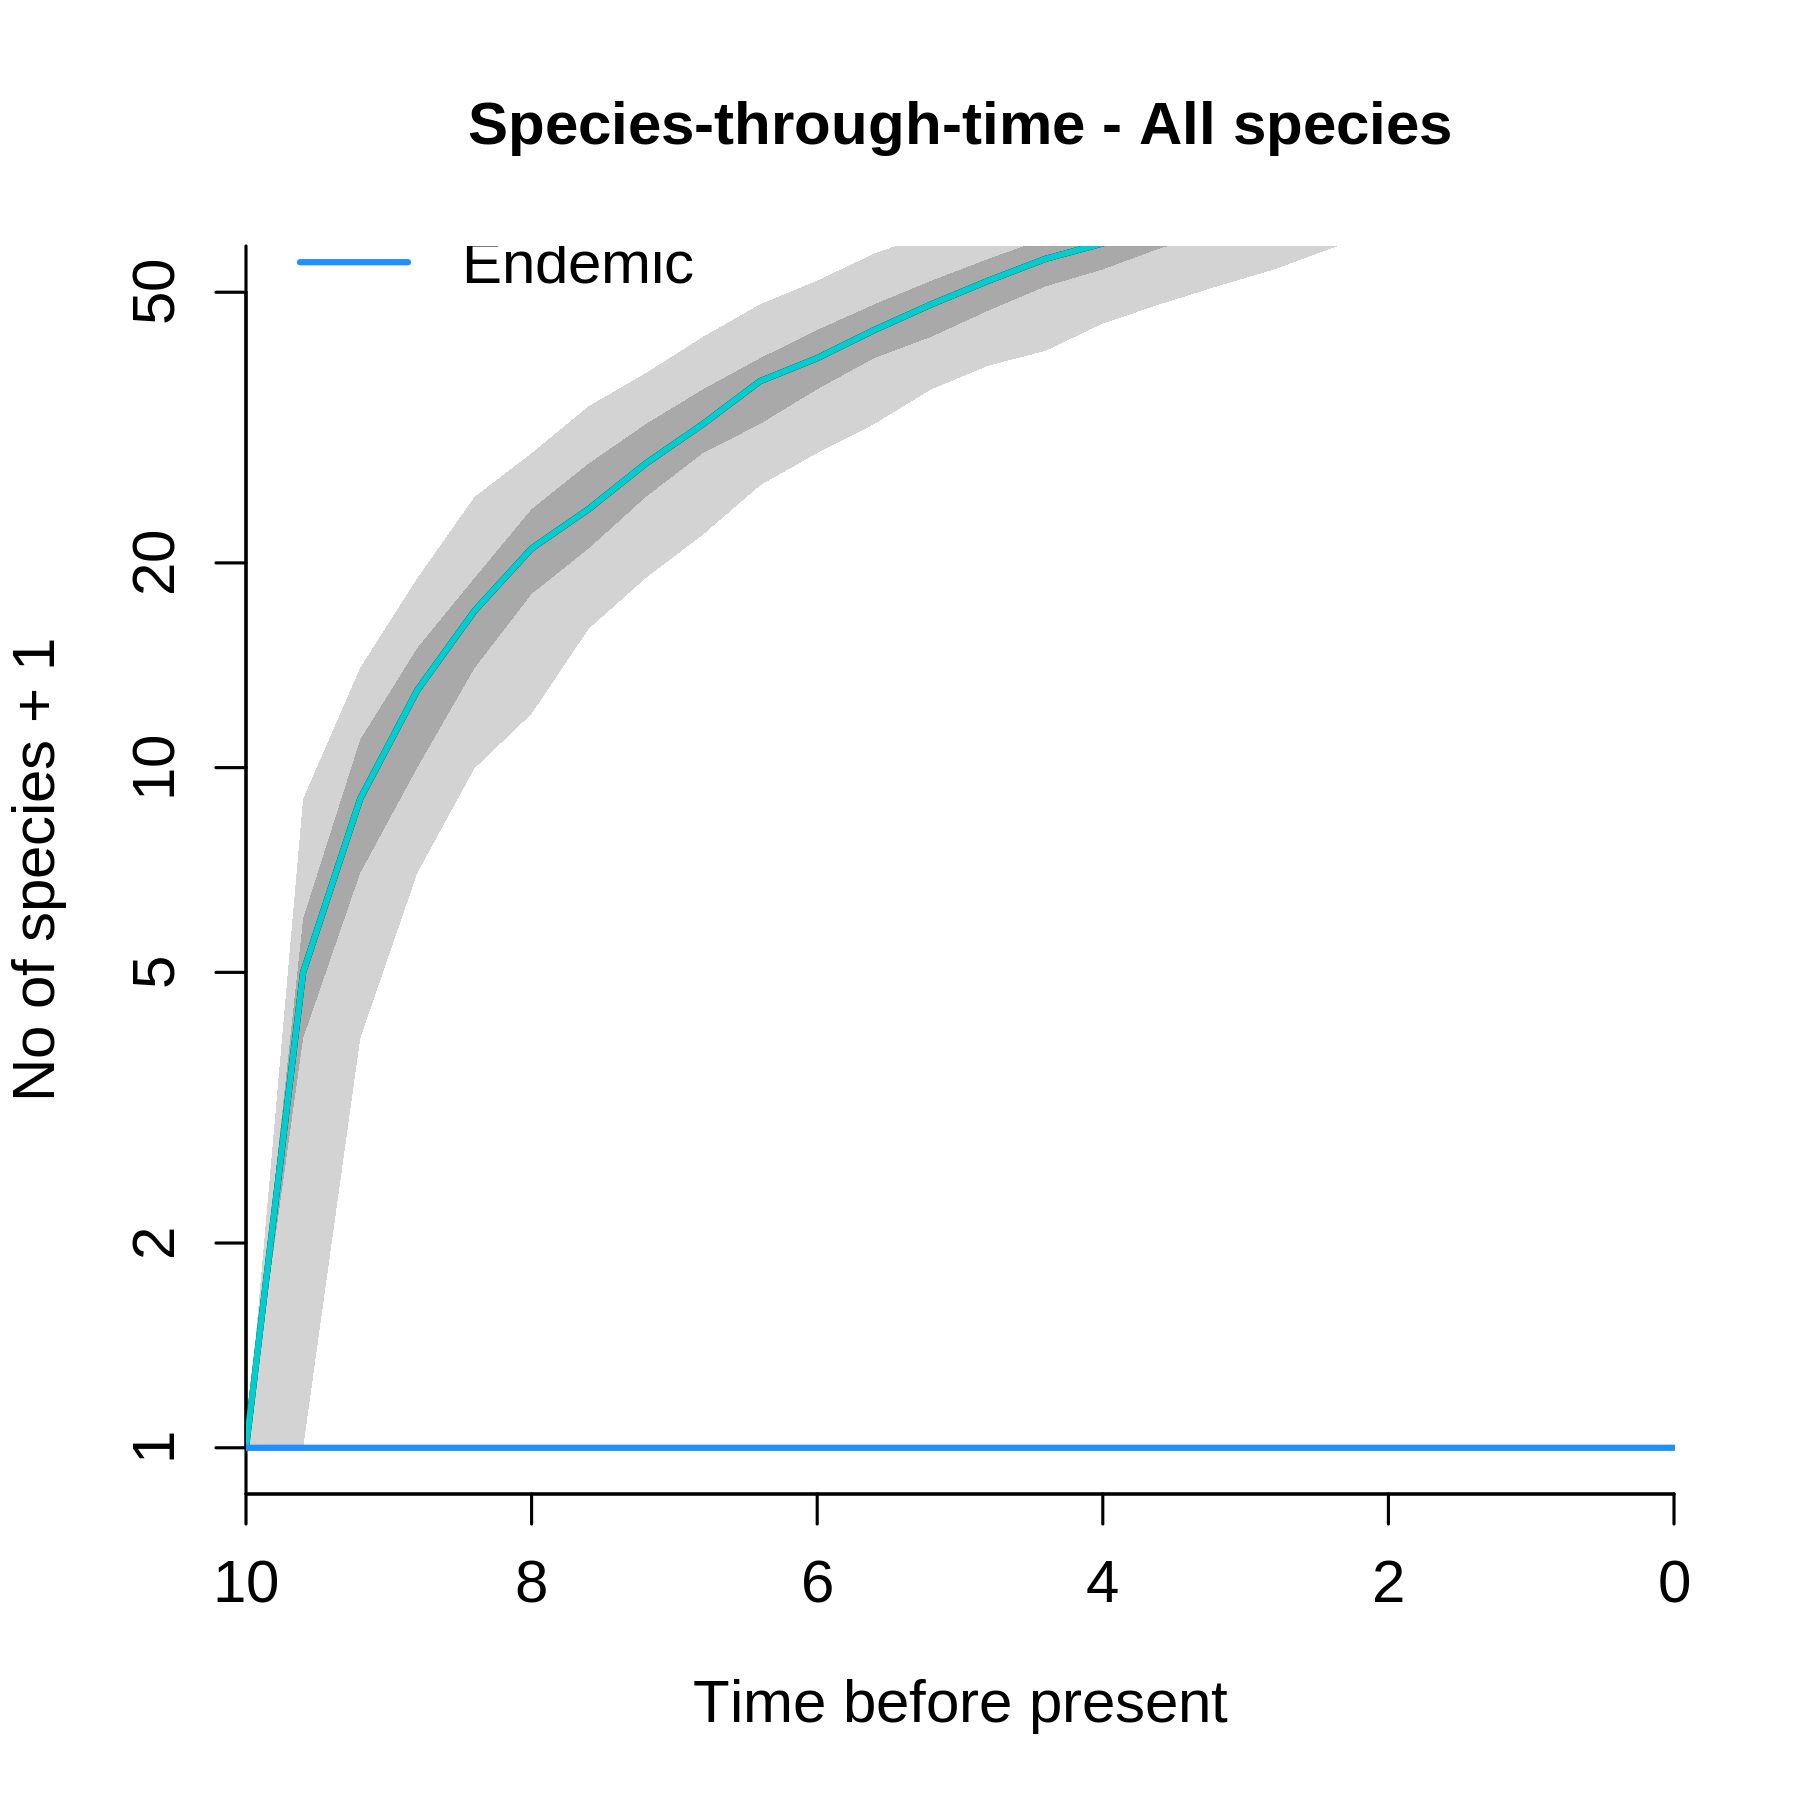 Species-through-time - All species
Endemic
50
20
10
5
2
1
No of species + 1
10 8 6 4 2 0
Time before present